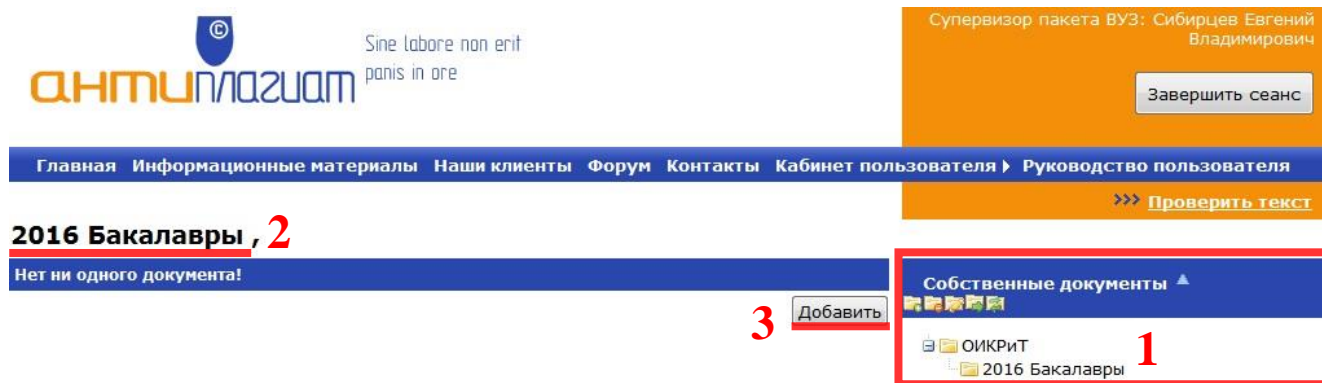 ©
антиплагиат
Sine labore non erit
panis in ore
Супервизор пакета ВУЗ: Сибирцев Евгений
Владимирович
Завершить сеанс
Главная Информационные материалы Наши клиенты Форум Контакты Кабинет пользователя Руководство пользователя
>>> Проверить текст
2016 Бакалавры , 2
Нет ни одного документа!
3 Добавить
Собственные документы
ОИКРиТ
2016 Бакалавры 1